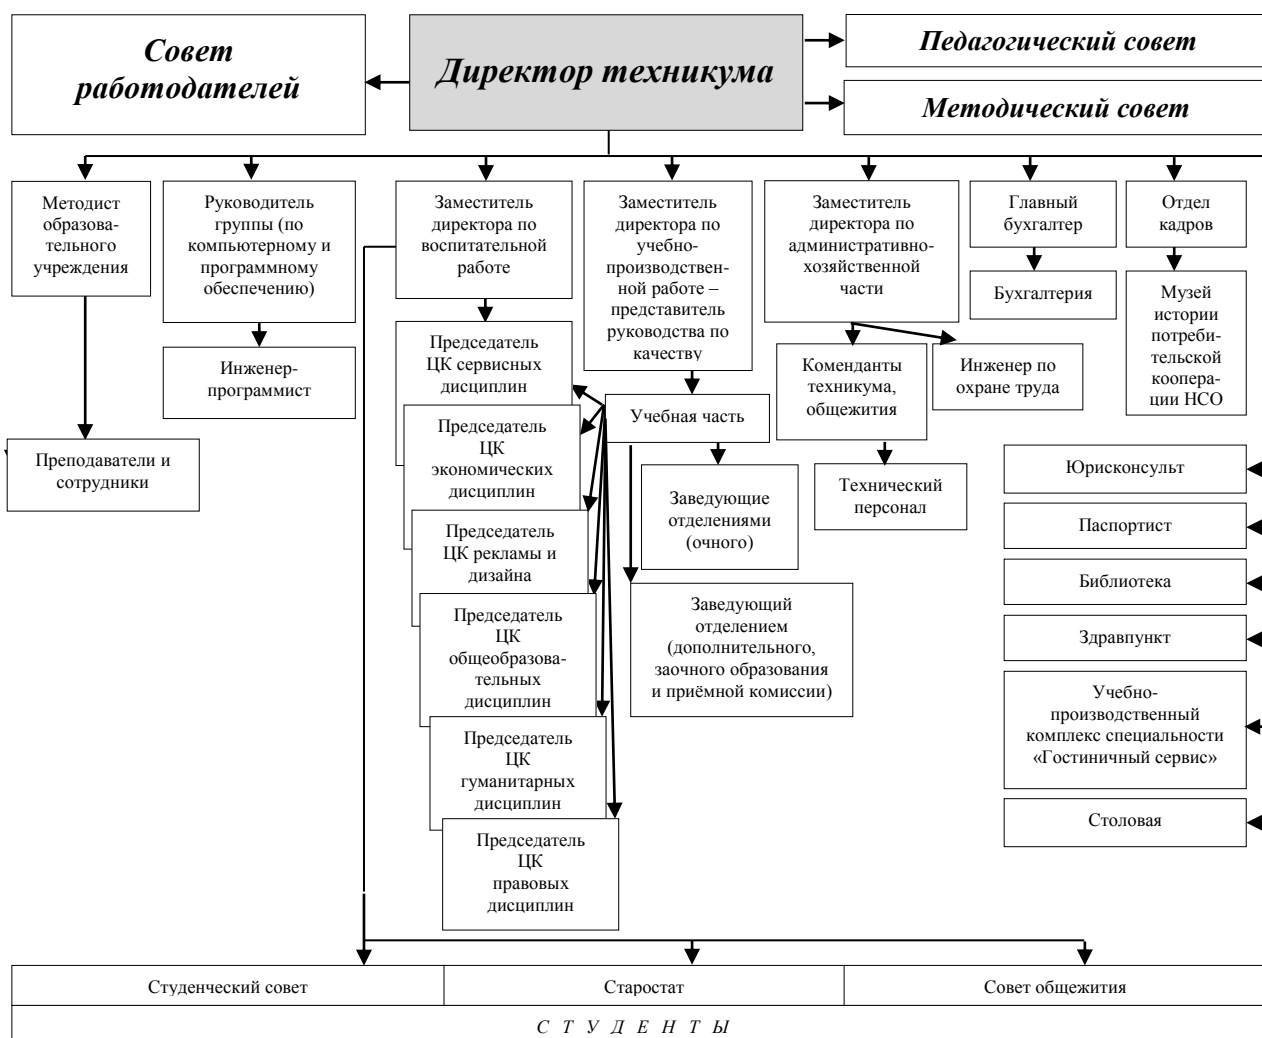 Совет
работодателей
Директор техникума
Педагогический совет
Методический совет
Методист
образова-
тельного
учреждения
Руководитель
группы (по
компьютерному и
программному
обеспечению)
Заместитель
директора по
воспитательной
работе
Заместитель
директора по
учебно-
производствен-
ной работе –
представитель
руководства по
качеству
Заместитель
директора по
административно-
хозяйственной
части
Главный
бухгалтер
Отдел
кадров
Бухгалтерия
Музей
истории
потреби-
тельской
коопера-
ции НСО
Инженер-
программист
Председатель
ЦК сервисных
дисциплин
Коменданты
техникума,
общежития
Инженер по
охране труда
Учебная часть
Председатель
ЦК
экономических
дисциплин
Преподаватели и
сотрудники
Заведующие
отделениями
(очного)
Технический
персонал
Юрисконсульт
Паспортист
Библиотека
Здравпункт
Учебно-
производственный
комплекс специальности
«Гостиничный сервис»
Столовая
Председатель
ЦК рекламы и
дизайна
Заведующий
отделением
(дополнительного,
заочного образования
и приёмной комиссии)
Председатель
ЦК
общеобразова-
тельных
дисциплин
Председатель
ЦК
гуманитарных
дисциплин
Председатель
ЦК
правовых
дисциплин
Студенческий совет
Старостат
Совет общежития
С Т У Д Е Н Т Ы